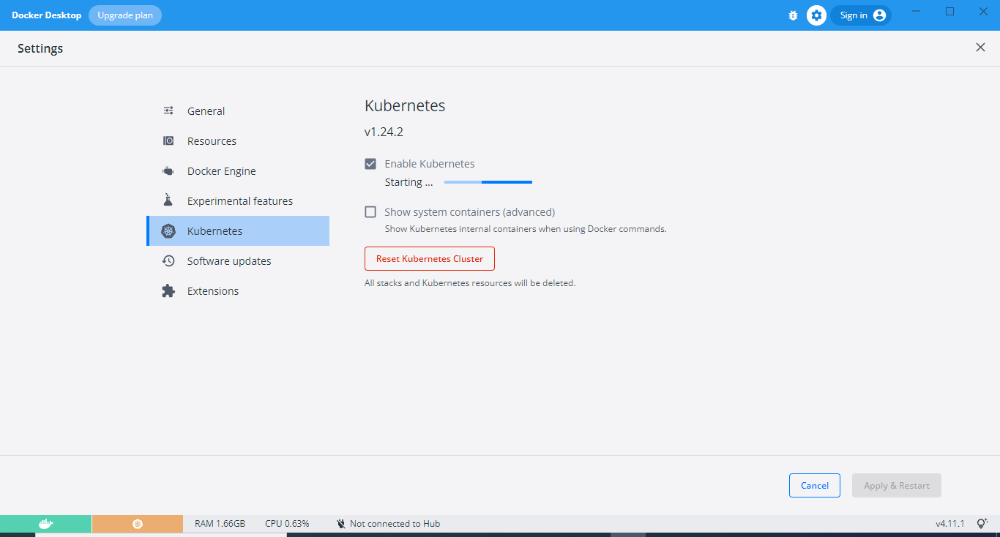 Docker Desktop Upgrade plan Sign in
Settings
General
Resources
Docker Engine
Experimental features
Kubernetes
Software updates
Extensions
Kubernetes
v1.24.2
Enable Kubernetes
Starting ...
Show system containers (advanced)
Show Kubernetes internal containers when using Docker commands.
Reset Kubernetes Cluster
All stacks and Kubernetes resources will be deleted.
Cancel Apply & Restart
RAM 1.66GB CPU 0.63% Not connected to Hub v4.11.1